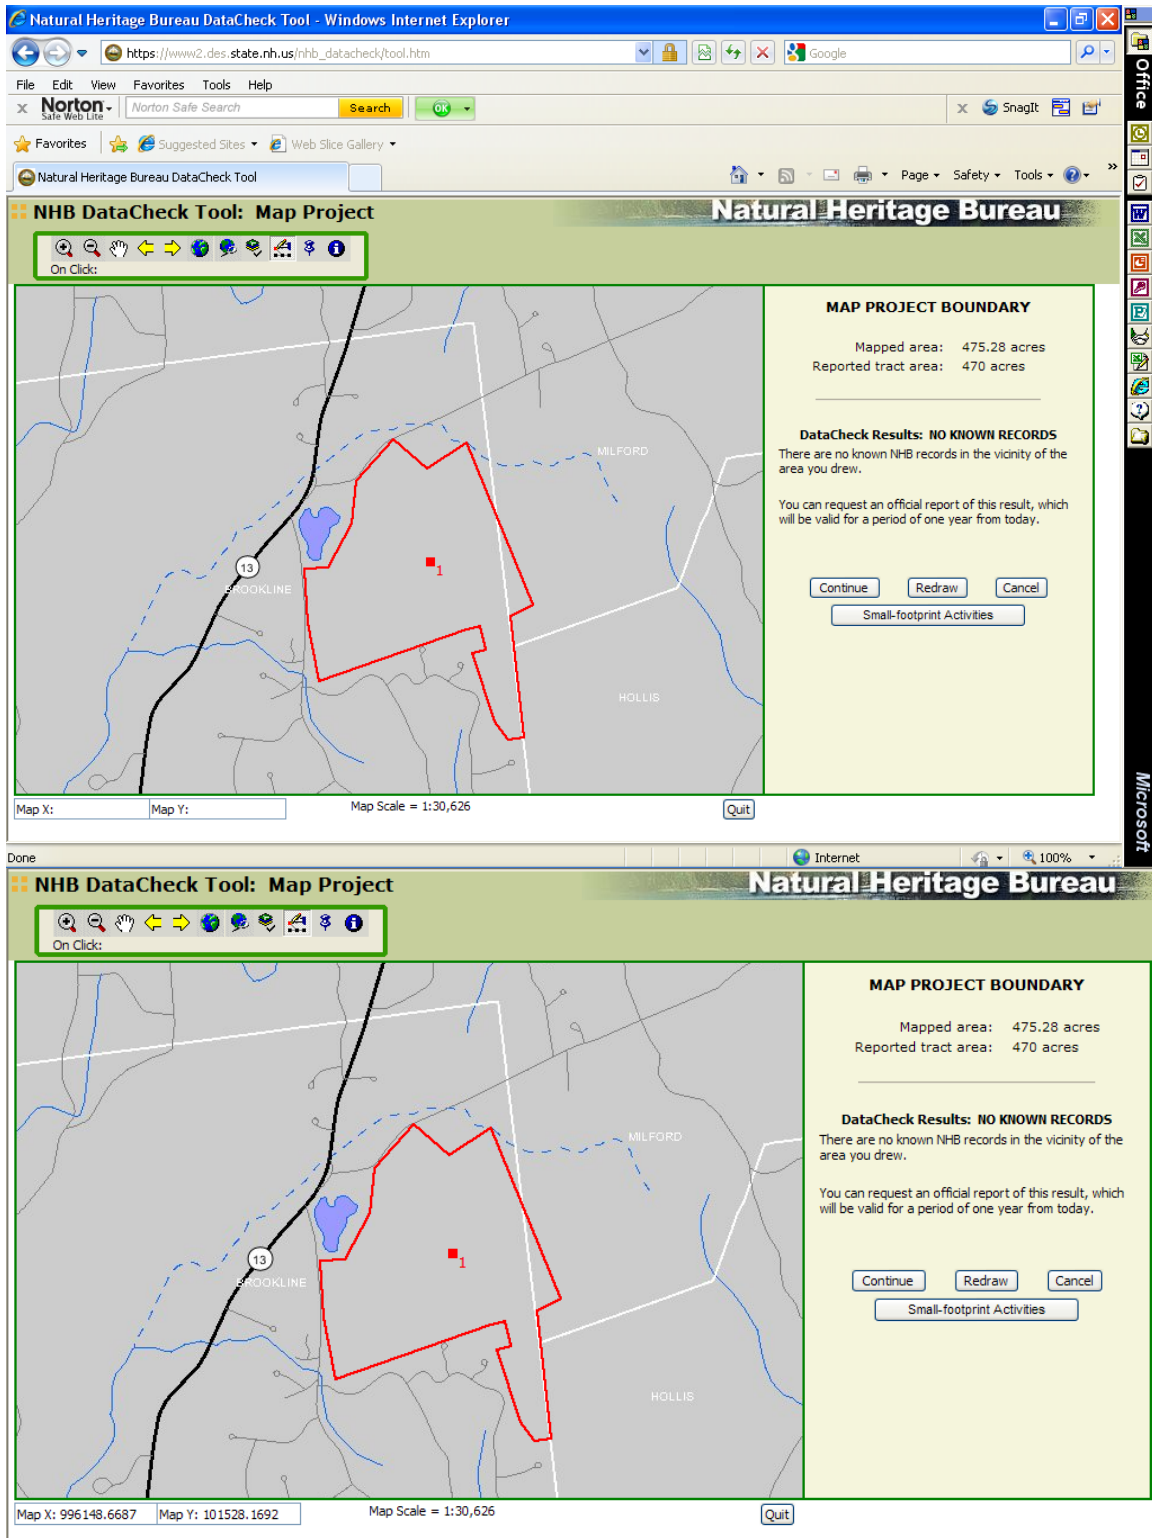 Natural Heritage Bureau DataCheck Tool - Windows Internet Explorer
https://www2.des.state.nh.us/nhb_datacheck/tool.htm
Google
File Edit View Favorites Tools Help
x Norton Safe Web Lite Norton Safe Search Search OK x SnagIt
Favorites Suggested Sites Web Slice Gallery
Natural Heritage Bureau DataCheck Tool
Page Safety Tools
Office
Microsoft
NHB DataCheck Tool: Map Project
Natural Heritage Bureau
On Click:
MILFORD
13
BROOKLINE
1
HOLLIS
MAP PROJECT BOUNDARY
Mapped area: 475.28 acres
Reported tract area: 470 acres
DataCheck Results: NO KNOWN RECORDS
There are no known NHB records in the vicinity of the
area you drew.
You can request an official report of this result, which
will be valid for a period of one year from today.
Continue Redraw Cancel
Small-footprint Activities
Map X: Map Y: Map Scale = 1:30,626 Quit
Done Internet 100%
NHB DataCheck Tool: Map Project
Natural Heritage Bureau
On Click:
MILFORD
13
BROOKLINE
1
HOLLIS
MAP PROJECT BOUNDARY
Mapped area: 475.28 acres
Reported tract area: 470 acres
DataCheck Results: NO KNOWN RECORDS
There are no known NHB records in the vicinity of the
area you drew.
You can request an official report of this result, which
will be valid for a period of one year from today.
Continue Redraw Cancel
Small-footprint Activities
Map X: 996148.6687 Map Y: 101528.1692 Map Scale = 1:30,626 Quit